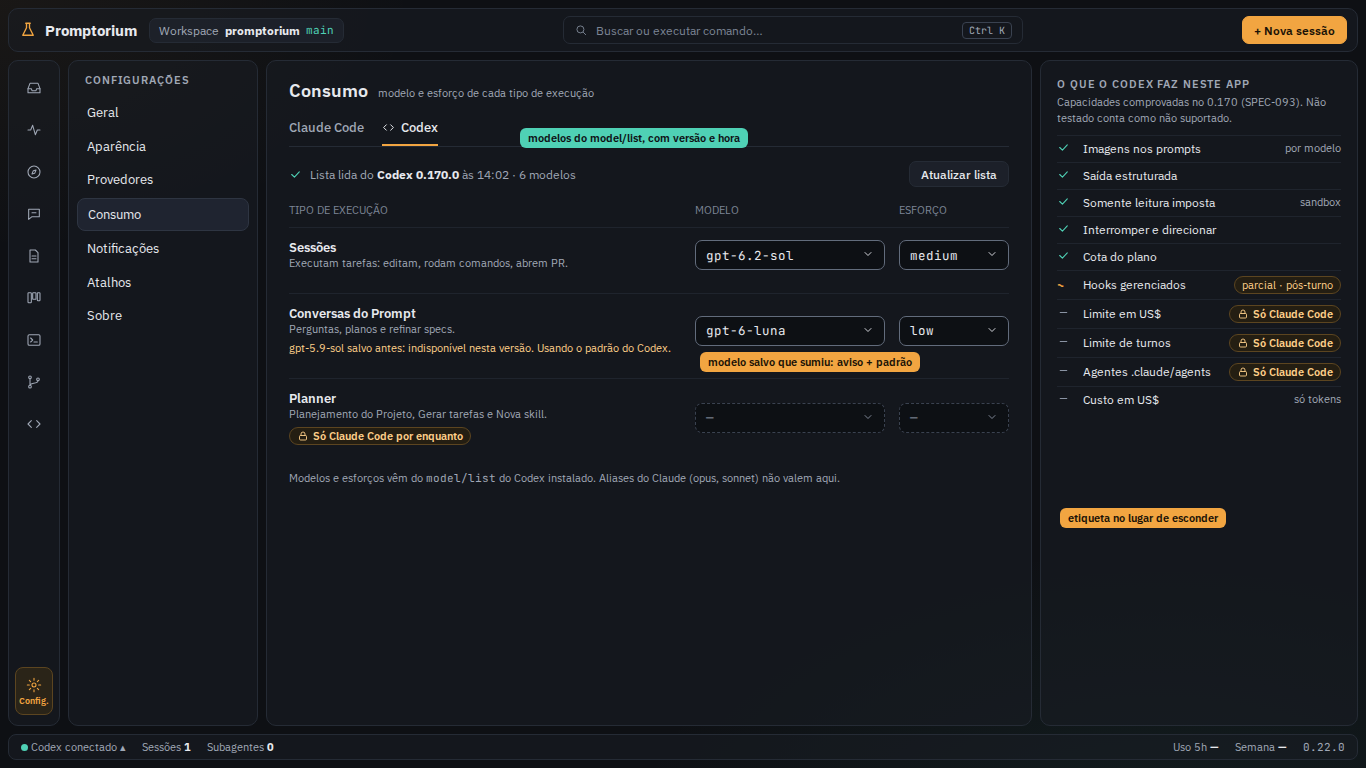 Promptorium
Workspace promptorium main
Buscar ou executar comando...
Ctrl K
+ Nova sessão
Config.
CONFIGURAÇÕES
Geral
Aparência
Provedores
Consumo
Notificações
Atalhos
Sobre
Consumo modelo e esforço de cada tipo de execução
Claude Code
Codex
modelos do model/list, com versão e hora
Lista lida do Codex 0.170.0 às 14:02 · 6 modelos
Atualizar lista
TIPO DE EXECUÇÃO MODELO ESFORÇO
Sessões
Executam tarefas: editam, rodam comandos, abrem PR.
gpt-6.2-sol
medium
Conversas do Prompt
Perguntas, planos e refinar specs.
gpt-5.9-sol salvo antes: indisponível nesta versão. Usando o padrão do Codex.
gpt-6-luna
low
modelo salvo que sumiu: aviso + padrão
Planner
Planejamento do Projeto, Gerar tarefas e Nova skill.
Só Claude Code por enquanto
—
—
Modelos e esforços vêm do model/list do Codex instalado. Aliases do Claude (opus, sonnet) não valem aqui.
O QUE O CODEX FAZ NESTE APP
Capacidades comprovadas no 0.170 (SPEC-093). Não
testado conta como não suportado.
Imagens nos prompts por modelo
Saída estruturada
Somente leitura imposta sandbox
Interromper e direcionar
Cota do plano
~ Hooks gerenciados parcial · pós-turno
— Limite em US$ Só Claude Code
— Limite de turnos Só Claude Code
— Agentes .claude/agents Só Claude Code
— Custo em US$ só tokens
etiqueta no lugar de esconder
Codex conectado ▴ Sessões 1 Subagentes 0
Uso 5h — Semana — 0.22.0